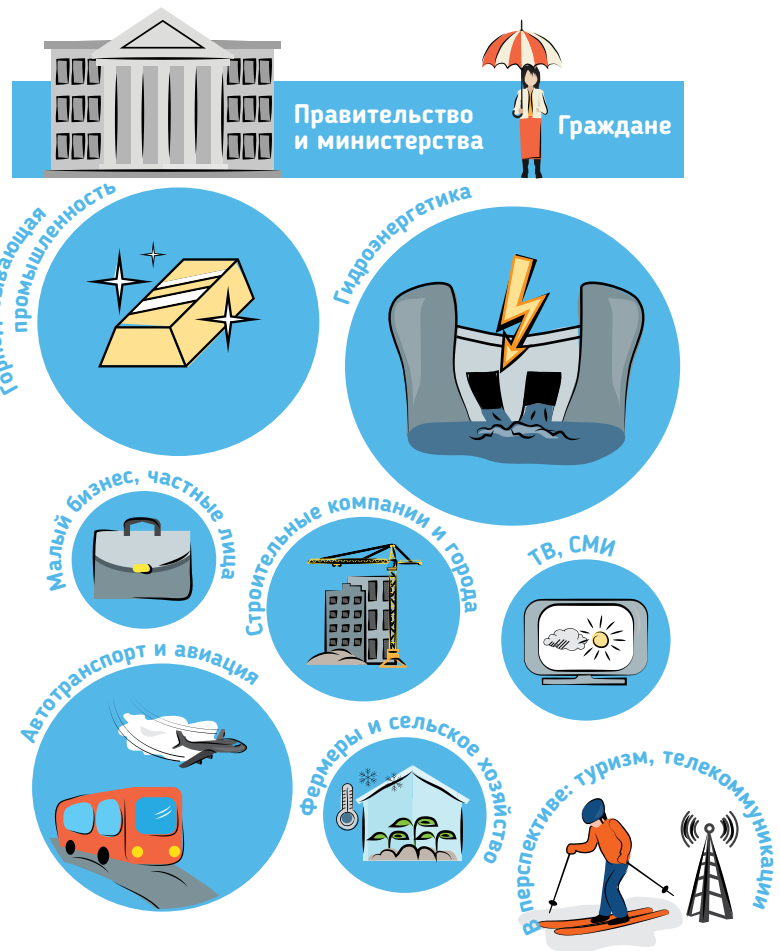 Правительство
и министерства
Граждане
промышленность
Гидроэнергетика
Малый бизнес, частные лица
Строительные компании и города
ТВ, СМИ
Автотранспорт и авиация
Фермеры и сельское хозяйство
В перспективе: туризм, телекоммуникации